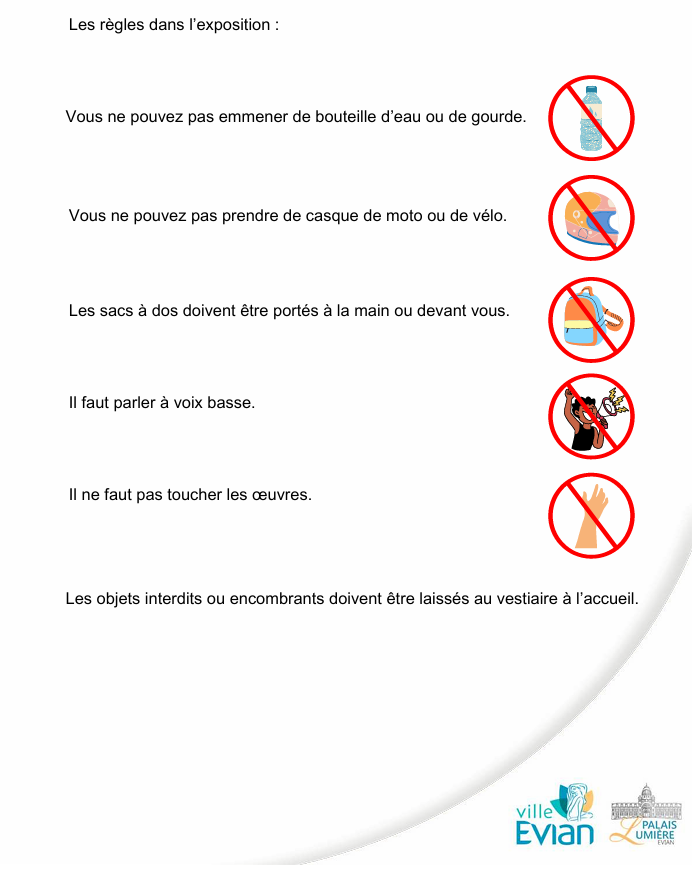 Les règles dans l’exposition :
Vous ne pouvez pas emmener de bouteille d’eau ou de gourde.
Vous ne pouvez pas prendre de casque de moto ou de vélo.
Les sacs à dos doivent être portés à la main ou devant vous.
Il faut parler à voix basse.
Il ne faut pas toucher les œuvres.
Les objets interdits ou encombrants doivent être laissés au vestiaire à l’accueil.
ville
Evian
PALAIS
LUMIÈRE
EVIAN